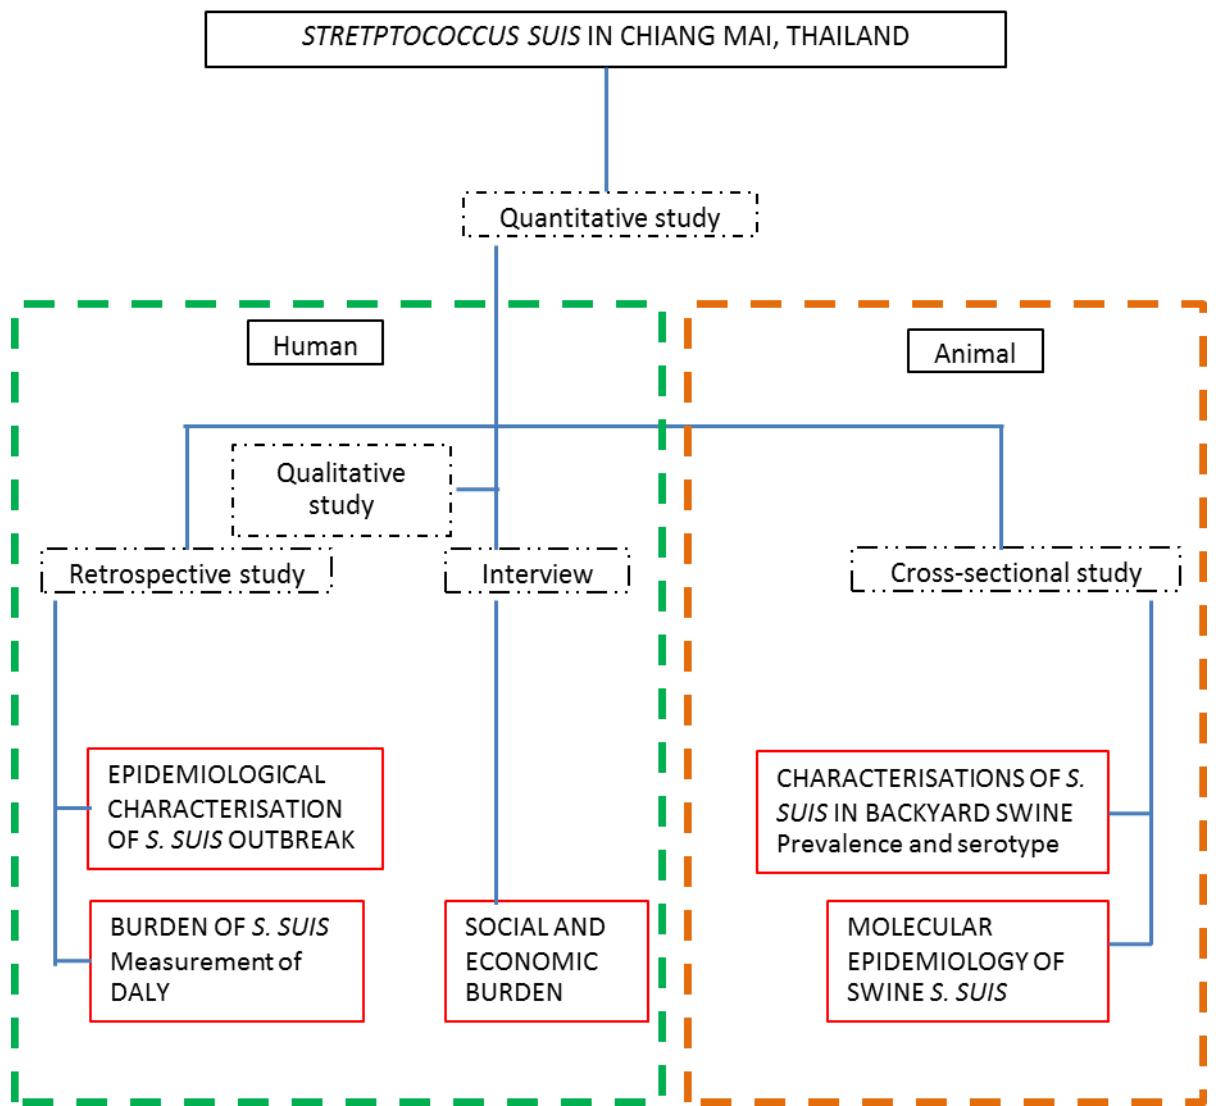 STRETPTOCOCCUS SUIS IN CHIANG MAI, THAILAND
Quantitative study
Human
Animal
Qualitative
study
Retrospective study
Interview
Cross-sectional study
EPIDEMIOLOGICAL
CHARACTERISATION
OF S. SUIS OUTBREAK
BURDEN OF S. SUIS
Measurement of
DALY
SOCIAL AND
ECONOMIC
BURDEN
CHARACTERISATIONS OF S.
SUIS IN BACKYARD SWINE
Prevalence and serotype
MOLECULAR
EPIDEMIOLOGY OF
SWINE S. SUIS